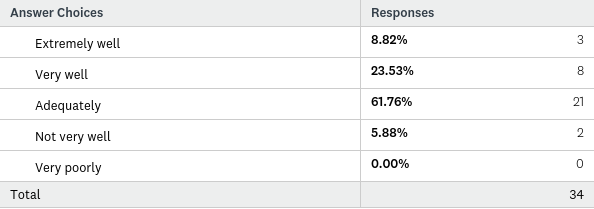 Answer Choices Responses
Extremely well 8.82% 3
Very well 23.53% 8
Adequately 61.76% 21
Not very well 5.88% 2
Very poorly 0.00% 0
Total 34